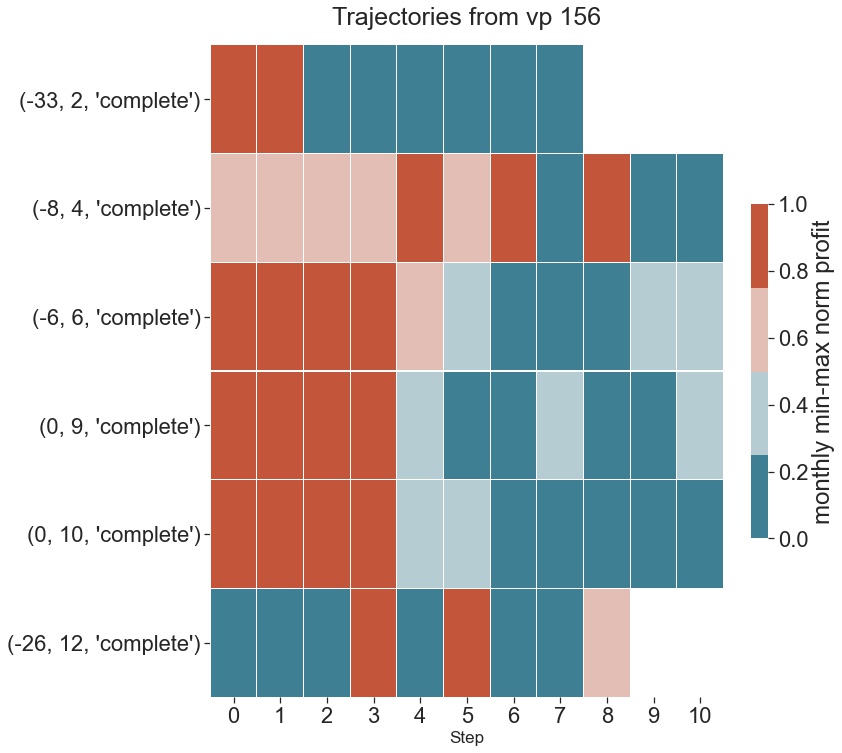 Trajectories from vp 156
(-33, 2, 'complete')
(-8, 4, 'complete')
(-6, 6, 'complete')
(0, 9, 'complete')
(0, 10, 'complete')
(-26, 12, 'complete')
0 1 2 3 4 5 6 7 8 9 10
Step
1.0
0.8
0.6
0.4
0.2
0.0
monthly min-max norm profit